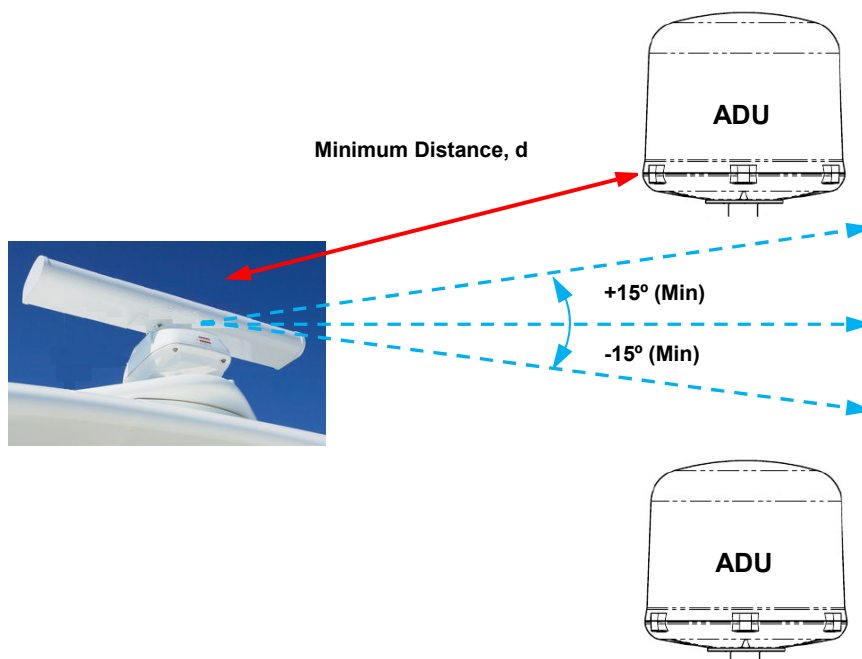 ADU
Minimum Distance, d
+15º (Min)
-15º (Min)
ADU